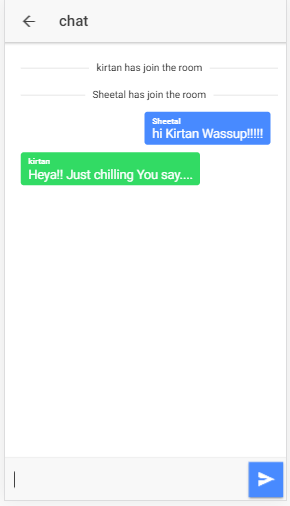 chat
kirtan has join the room
Sheetal has join the room
Sheetal
hi Kirtan Wassup!!!!!
kirtan
Heya!! Just chilling You say....